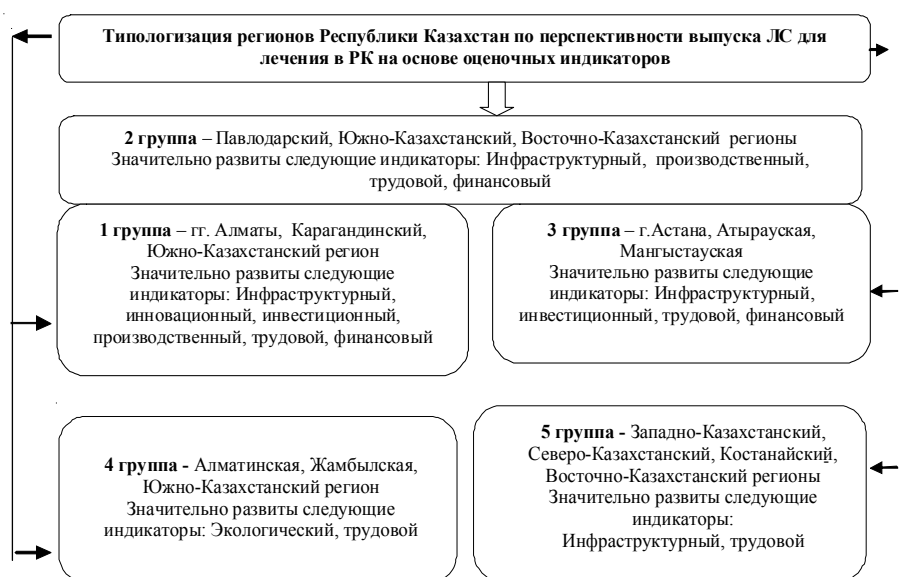 Типологизация регионов Республики Казахстан по перспективности выпуска ЛС для
лечения в РК на основе оценочных индикаторов
2 группа – Павлодарский, Южно-Казахстанский, Восточно-Казахстанский регионы
Значительно развиты следующие индикаторы: Инфраструктурный, производственный,
трудовой, финансовый
1 группа – гг. Алматы, Карагандинский,
Южно-Казахстанский регион
Значительно развиты следующие
индикаторы: Инфраструктурный,
инновационный, инвестиционный,
производственный, трудовой, финансовый
3 группа – г.Астана, Атырауская,
Мангыстауская
Значительно развиты следующие
индикаторы: Инфраструктурный,
инвестиционный, трудовой, финансовый
4 группа - Алматинская, Жамбылская,
Южно-Казахстанский регион
Значительно развиты следующие
индикаторы: Экологический, трудовой
5 группа - Западно-Казахстанский,
Северо-Казахстанский, Костанайский,
Восточно-Казахстанский регионы
Значительно развиты следующие
индикаторы:
Инфраструктурный, трудовой